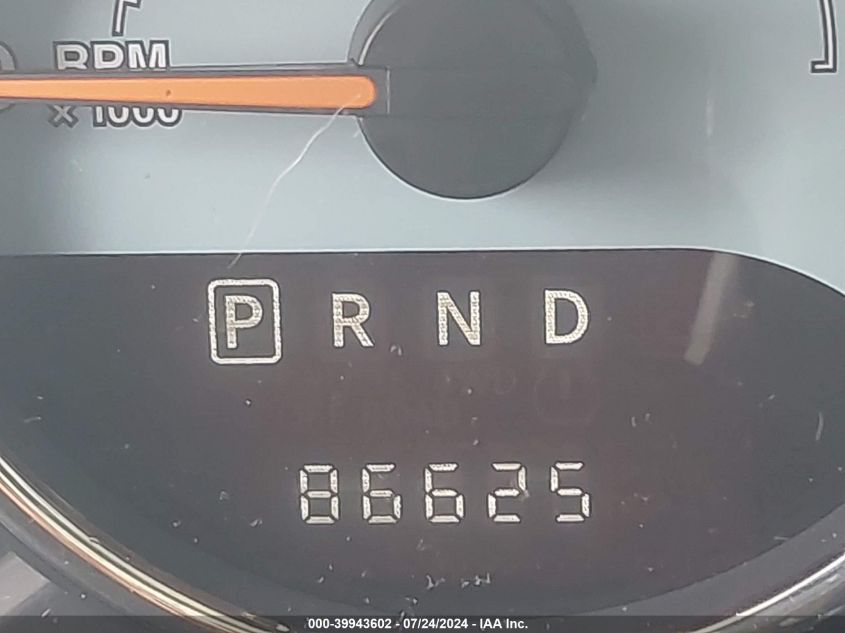 RPM
x 1000
P R N D
86625
000-39943602 - 07/24/2024 - IAA Inc.